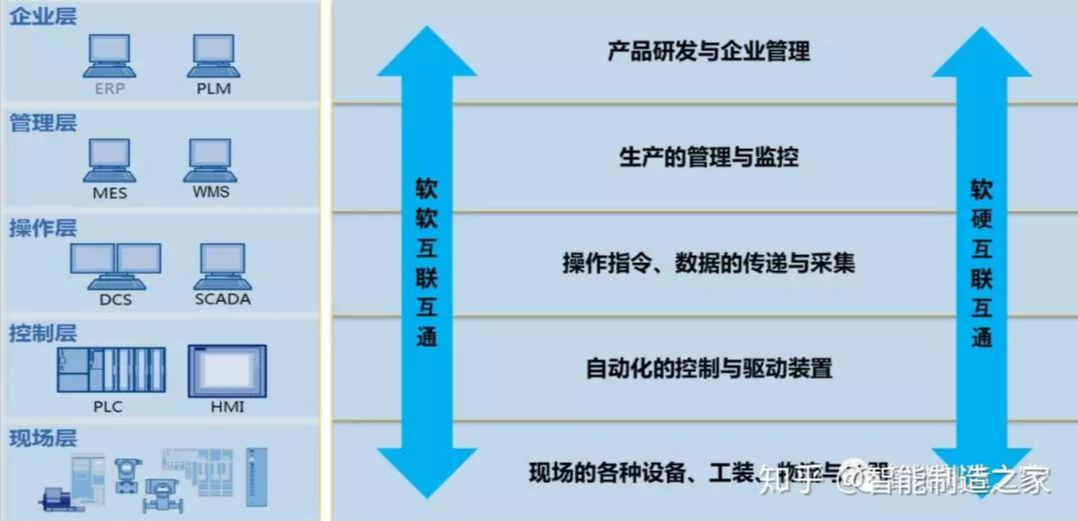 企业层
ERP
PLM
产品研发与企业管理
管理层
MES
WMS
生产的管理与监控
操作层
DCS
SCADA
操作指令、数据的传递与采集
控制层
PLC
HMI
自动化的控制与驱动装置
现场层
现场的各种设备、工装、
软软互联互通
软硬互联互通
知乎 @智能制造之家